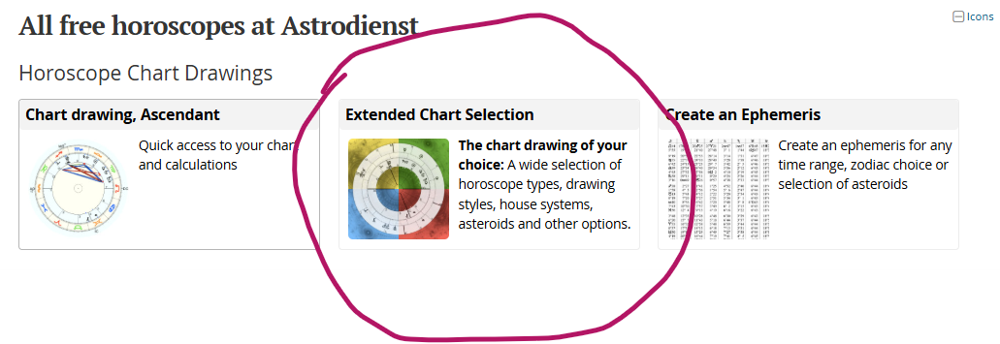 All free horoscopes at Astrodienst
Icons
Horoscope Chart Drawings
Chart drawing, Ascendant
Quick access to your chart
and calculations
Extended Chart Selection
The chart drawing of your
choice: A wide selection of
horoscope types, drawing
styles, house systems,
asteroids and other options.
Create an Ephemeris
Create an ephemeris for any
time range, zodiac choice or
selection of asteroids